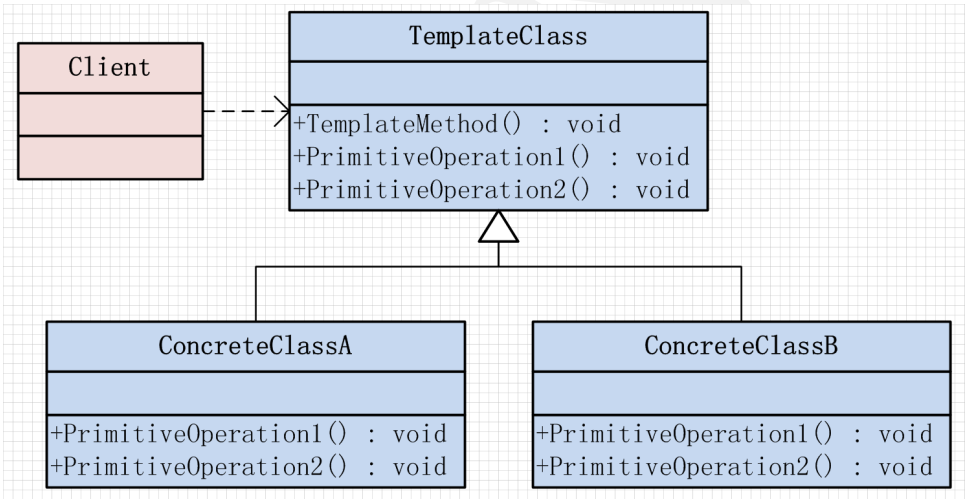 TemplateClass
Client
+TemplateMethod() : void
+PrimitiveOperation1() : void
+PrimitiveOperation2() : void
ConcreteClassA
+PrimitiveOperation1() : void
+PrimitiveOperation2() : void
ConcreteClassB
+PrimitiveOperation1() : void
+PrimitiveOperation2() : void